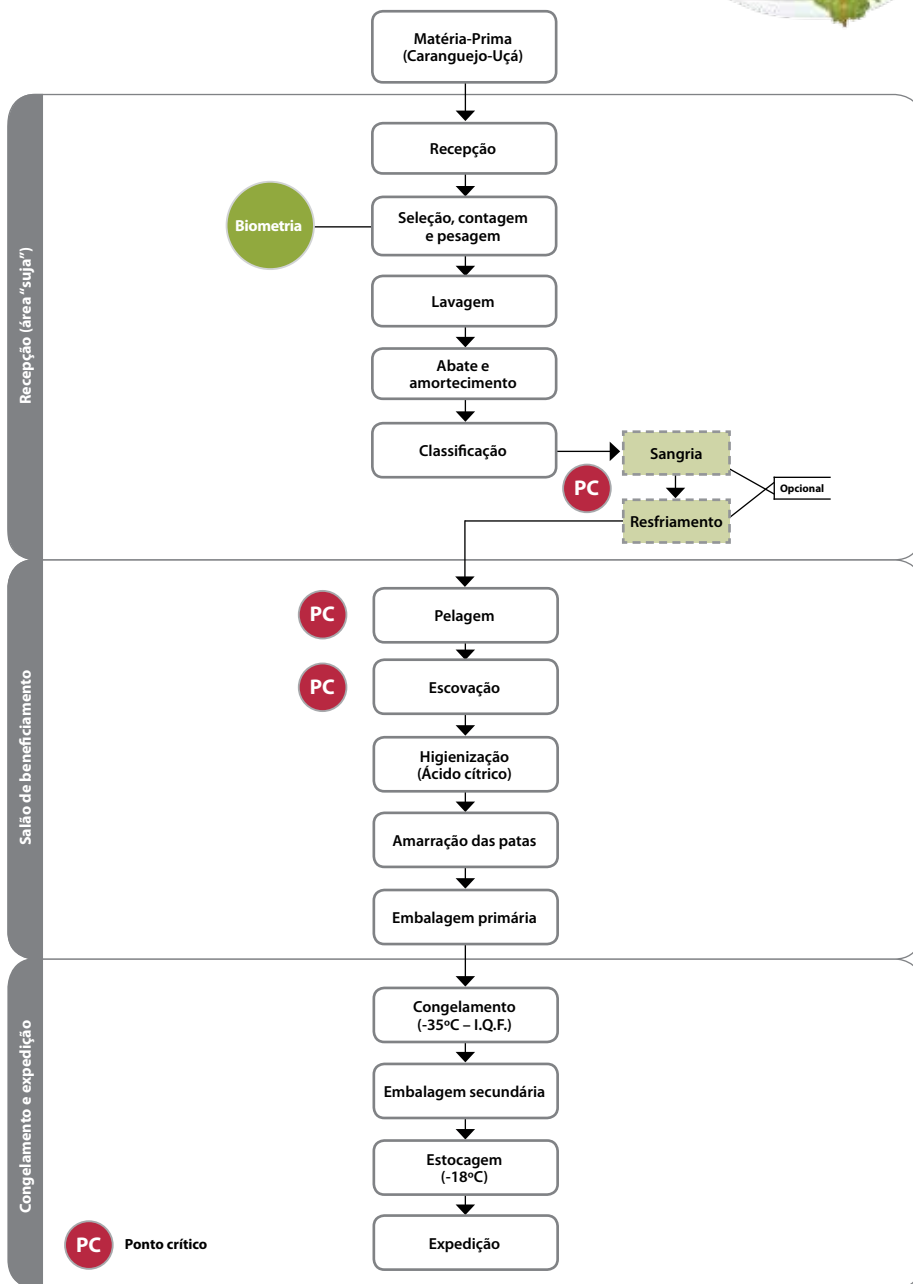 Matéria-Prima
(Caranguejo-Uçá)
Recepção (área “suja”)
Recepção
Biometria
Seleção, contagem
e pesagem
Lavagem
Abate e
amortecimento
Classificação
Sangria
PC
Opcional
Resfriamento
Salão de beneficiamento
PC
Pelagem
PC
Escovação
Higienização
(Ácido cítrico)
Amarração das patas
Embalagem primária
Congelamento e expedição
Congelamento
(-35ºC – I.Q.F.)
Embalagem secundária
Estocagem
(-18ºC)
PC
Ponto crítico
Expedição